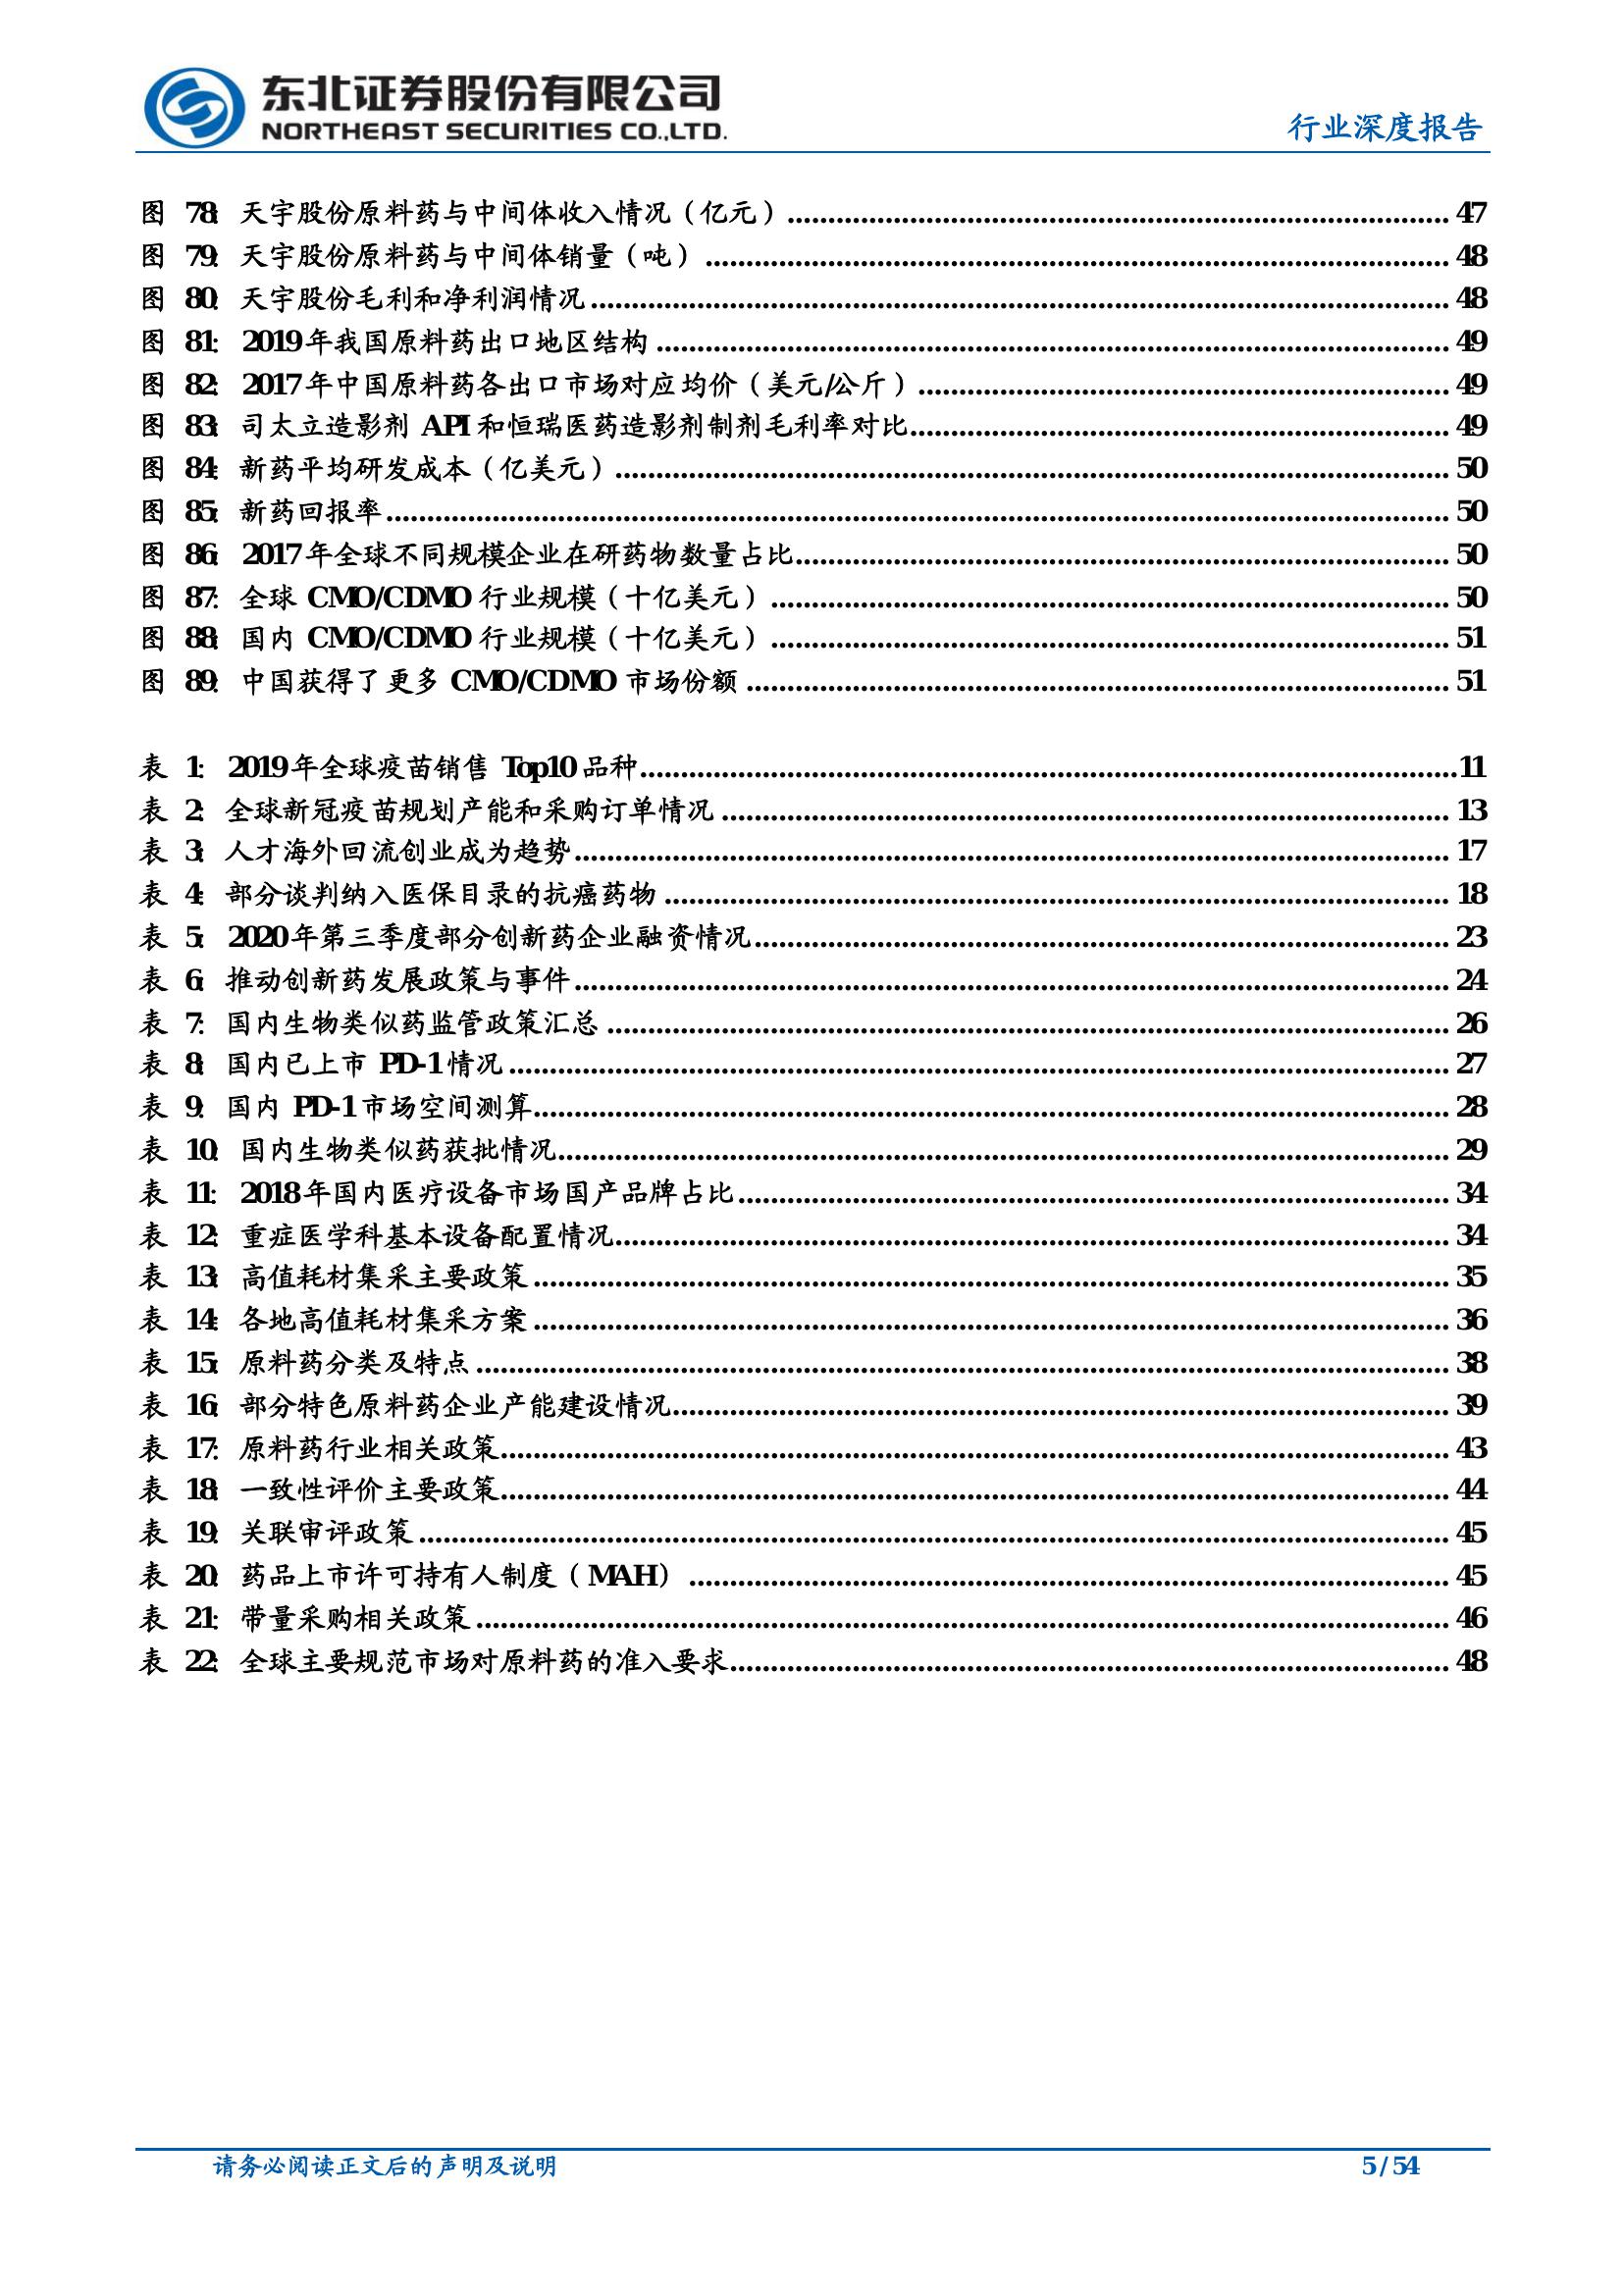 东北证券股份有限公司
NORTHEAST SECURITIES CO.,LTD.
行业深度报告
图 78：天宇股份原料药与中间体收入情况（亿元）........47
图 79：天宇股份原料药与中间体销量（吨）........48
图 80：天宇股份毛利和净利润情况........48
图 81：2019年我国原料药出口地区结构........49
图 82：2017年中国原料药各出口市场对应均价（美元/公斤）........49
图 83：司太立造影剂 API 和恒瑞医药造影剂制剂毛利率对比........49
图 84：新药平均研发成本（亿美元）........50
图 85：新药回报率........50
图 86：2017年全球不同规模企业在研药物数量占比........50
图 87：全球 CMO/CDMO 行业规模（十亿美元）........50
图 88：国内 CMO/CDMO 行业规模（十亿美元）........51
图 89：中国获得了更多 CMO/CDMO 市场份额........51
表 1：2019年全球疫苗销售 Top10 品种........11
表 2：全球新冠疫苗规划产能和采购订单情况........13
表 3：人才海外回流创业成为趋势........17
表 4：部分谈判纳入医保目录的抗癌药物........18
表 5：2020年第三季度部分创新药企业融资情况........23
表 6：推动创新药发展政策与事件........24
表 7：国内生物类似药监管政策汇总........26
表 8：国内已上市 PD-1 情况........27
表 9：国内 PD-1 市场空间测算........28
表 10：国内生物类似药获批情况........29
表 11：2018年国内医疗设备市场国产品牌占比........34
表 12：重症医学科基本设备配置情况........34
表 13：高值耗材集采主要政策........35
表 14：各地高值耗材集采方案........36
表 15：原料药分类及特点........38
表 16：部分特色原料药企业产能建设情况........39
表 17：原料药行业相关政策........43
表 18：一致性评价主要政策........44
表 19：关联审评政策........45
表 20：药品上市许可持有人制度（MAH）........45
表 21：带量采购相关政策........46
表 22：全球主要规范市场对原料药的准入要求........48
请务必阅读正文后的声明及说明
5 / 54